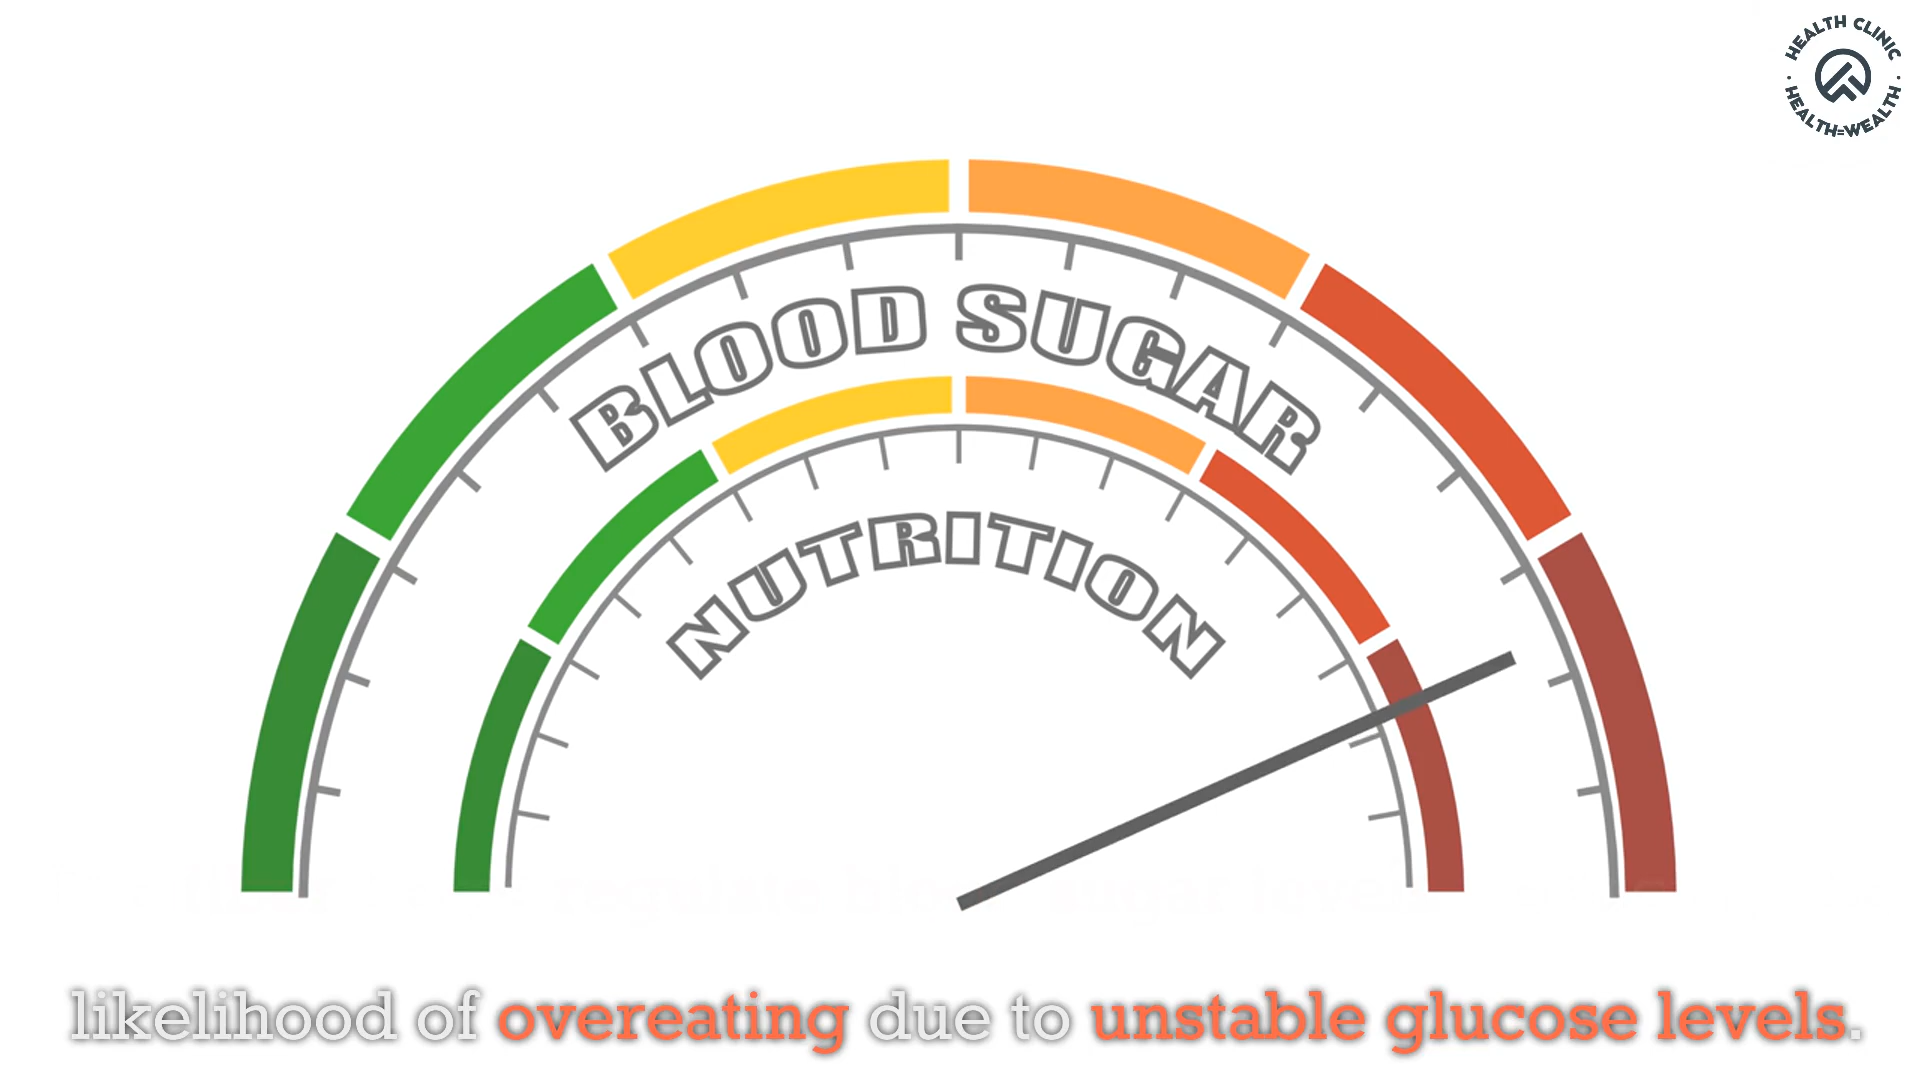 HEALTH CLINIC
HEALTH=WEALTH
BLOOD SUGAR
NUTRITION
likelihood of overeating due to unstable glucose levels.